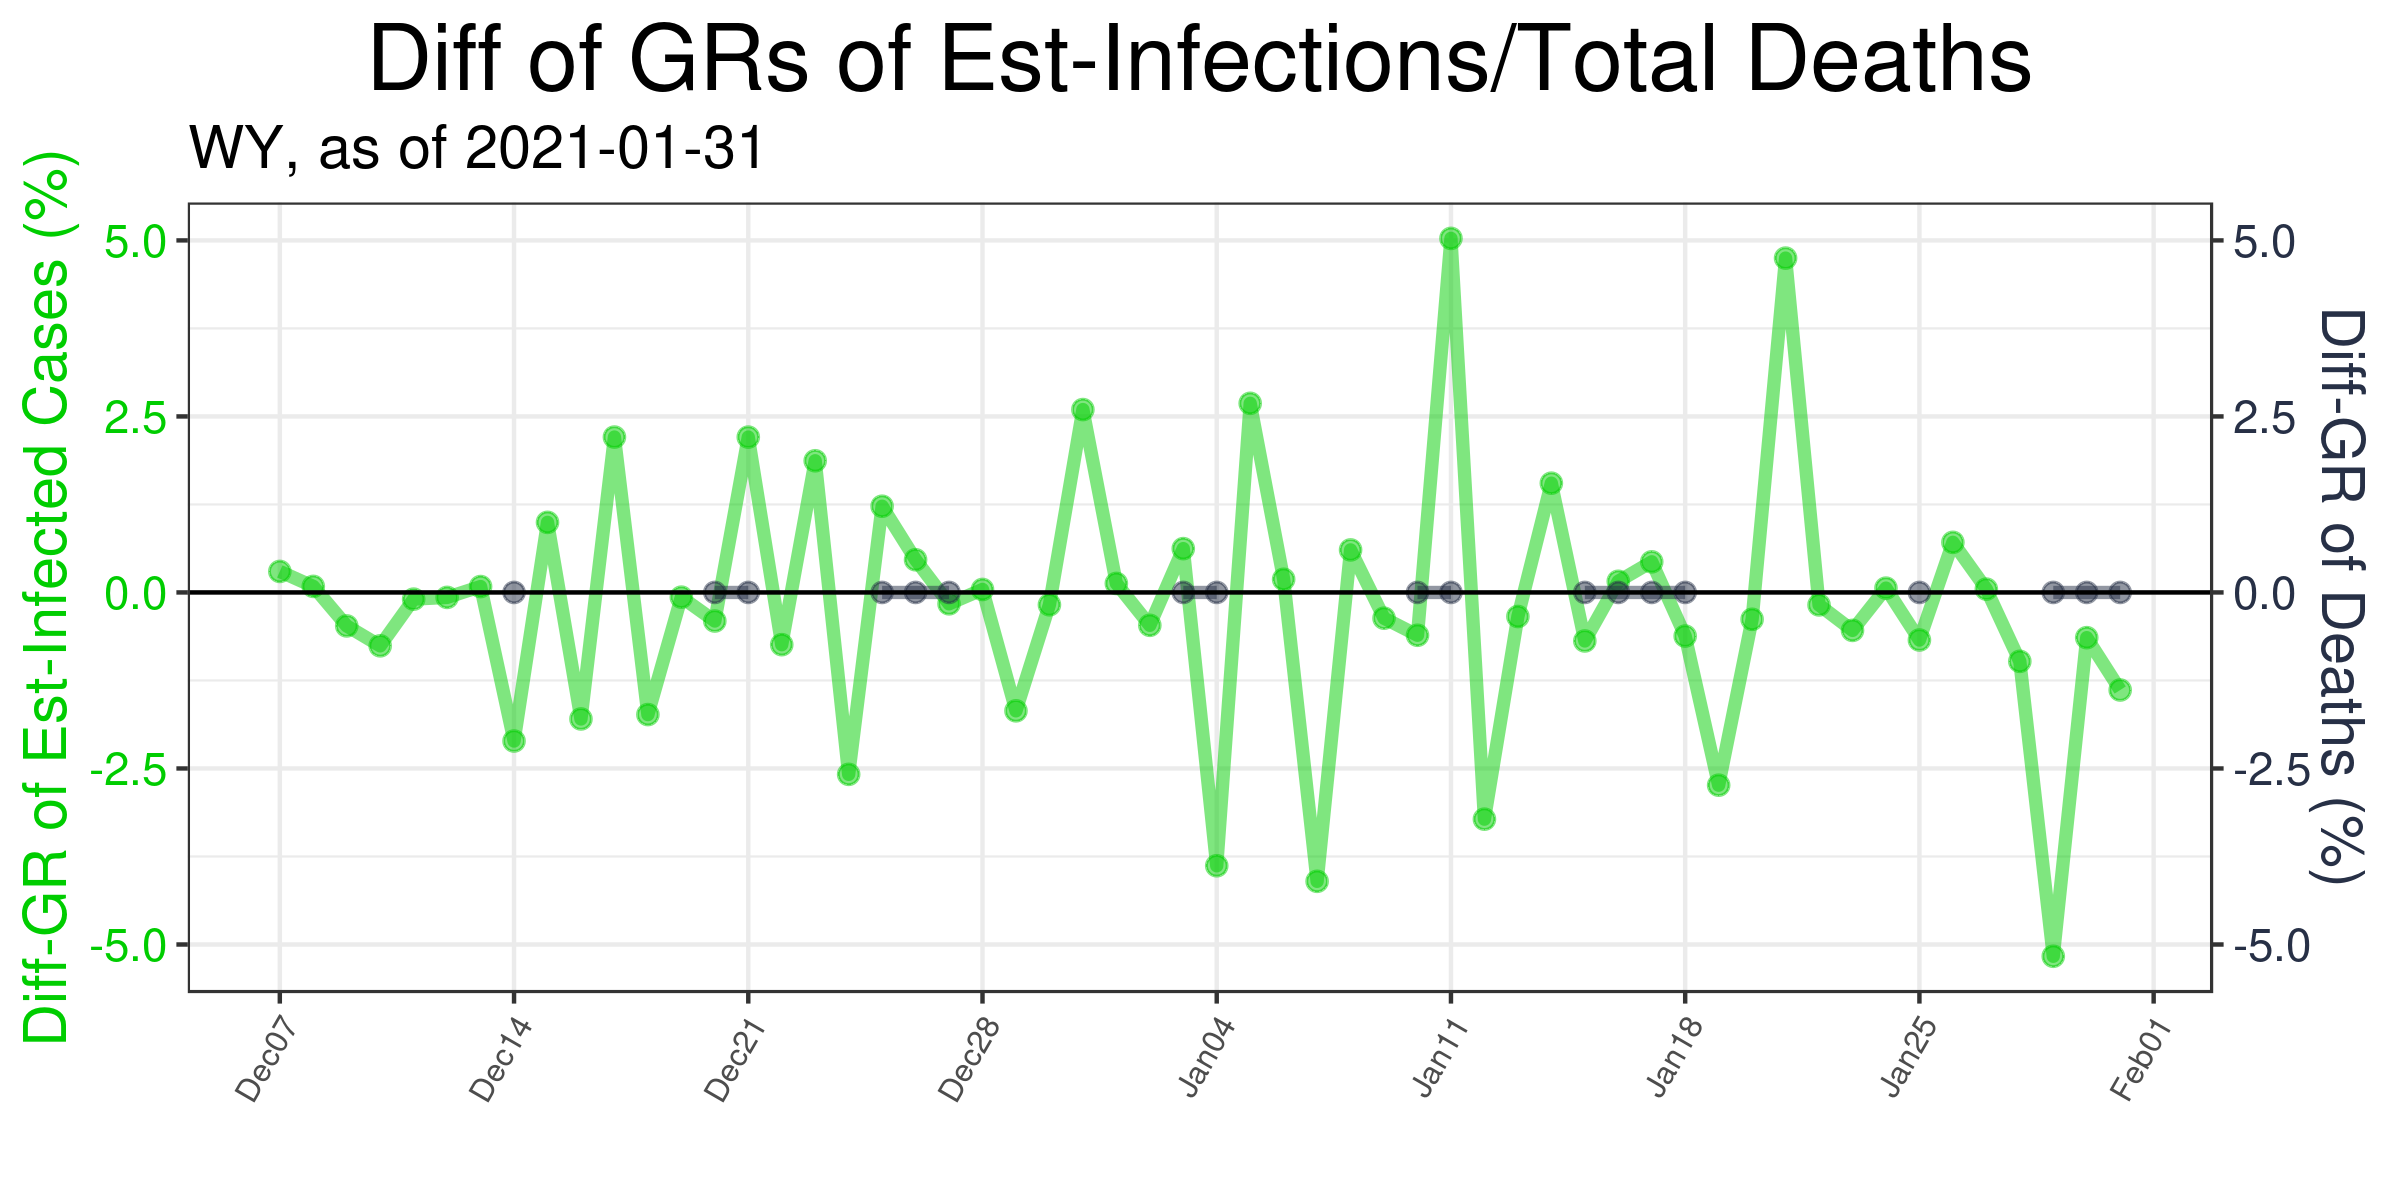 Diff of GRs of Est-Infections/Total Deaths
WY, as of 2021-01-31
Diff-GR of Est-Infected Cases (%)
5.0
2.5
0.0
-2.5
-5.0
5.0
2.5
0.0
-2.5
-5.0
Diff-GR of Deaths (%)
Dec07
Dec14
Dec21
Dec28
Jan04
Jan11
Jan18
Jan25
Feb01